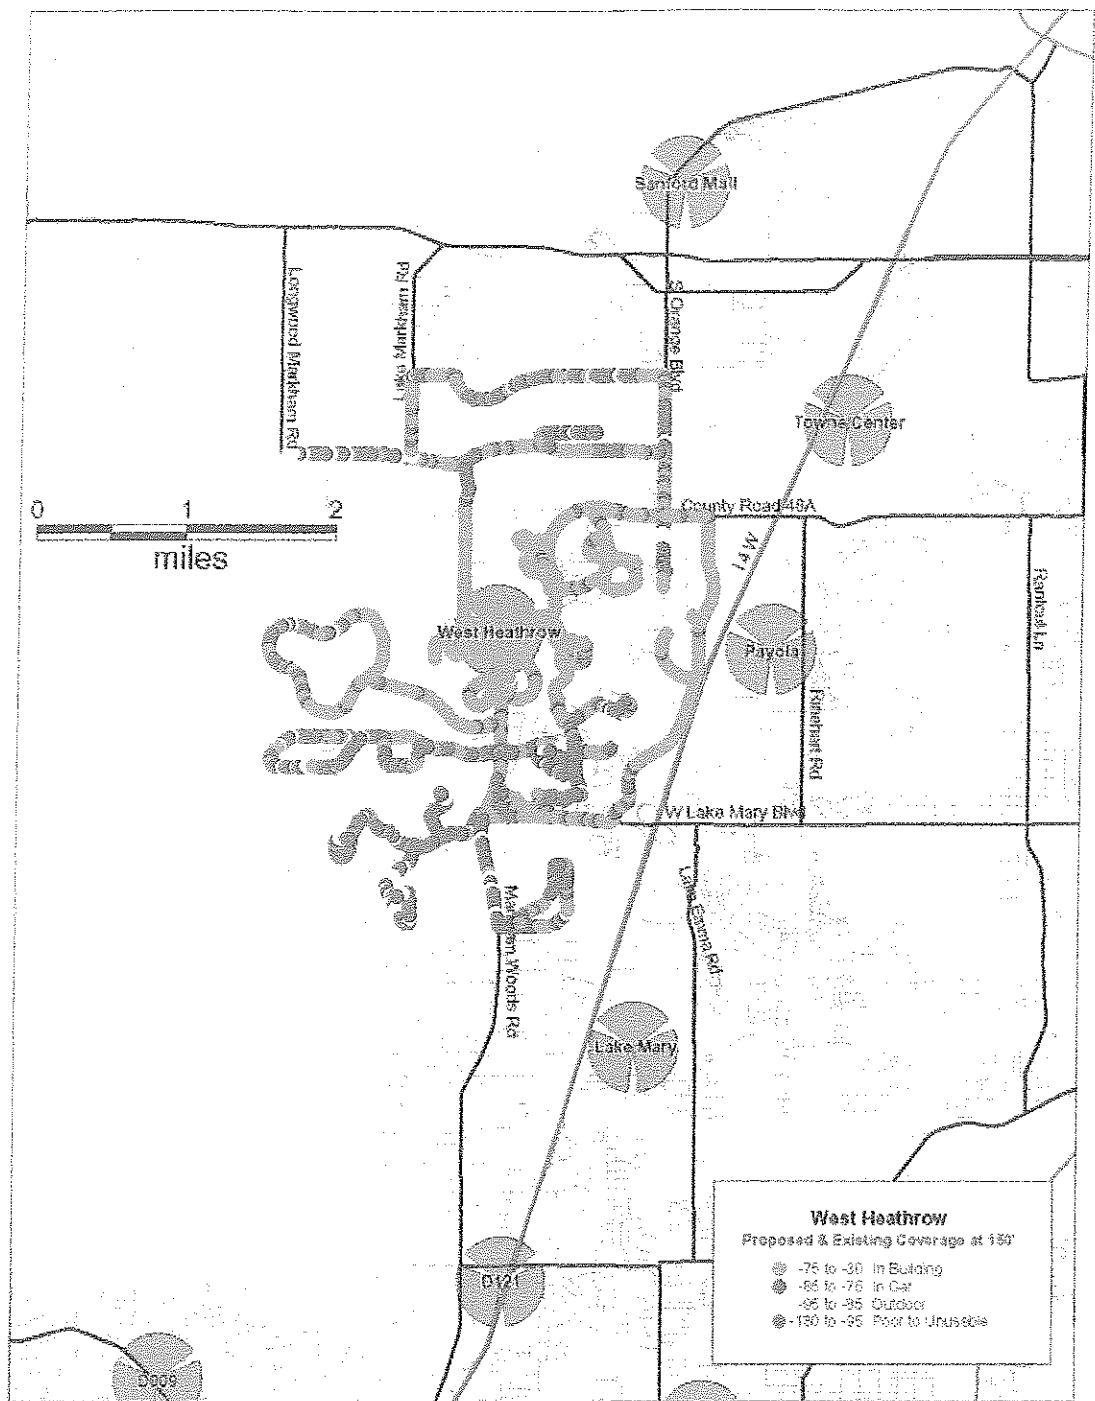 Sanford Mall
Longwood Markham Rd
Lake Markham Rd
S Orange Blvd
Towne Center
0 1 2
miles
County Road 46A
I 4 W
West Heathrow
Payola
Rinehart Rd
W Lake Mary Blvd
Markham Woods Rd
Lake Emma Rd
Lake Mary
West Heathrow
Proposed & Existing Coverage at 150'
-75 to -30 In Building
-85 to -75 In Car
-95 to -85 Outdoor
-130 to -95 Poor to Unusable
D121
D009